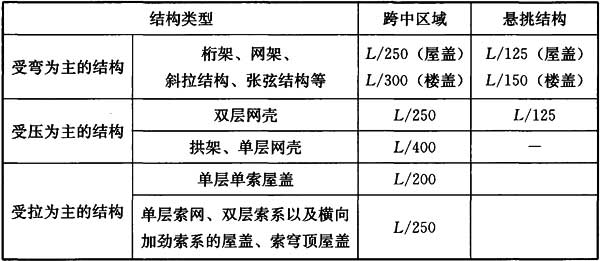 结构类型 跨中区域 悬挑结构
受弯为主的结构 桁架、网架、 L/250（屋盖） L/125（屋盖）
斜拉结构、张弦结构等 L/300（楼盖） L/150（楼盖）
受压为主的结构 双层网壳 L/250 L/125
拱架、单层网壳 L/400 —
受拉为主的结构 单层单索屋盖 L/200
单层索网、双层索系以及横向 L/250
加劲索系的屋盖、索穹顶屋盖